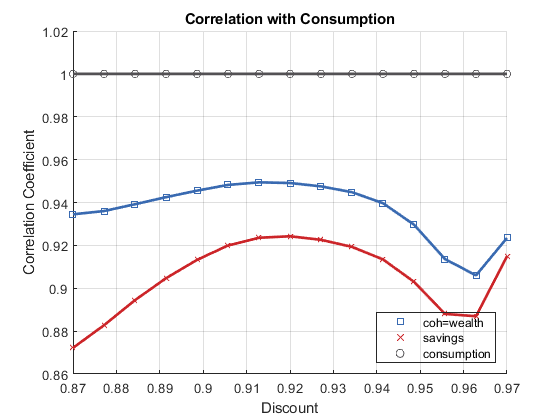 Correlation with Consumption
1.02
1
0.98
0.96
0.94
0.92
0.9
0.88
0.86
Correlation Coefficient
coh=wealth
savings
consumption
0.87 0.88 0.89 0.9 0.91 0.92 0.93 0.94 0.95 0.96 0.97
Discount